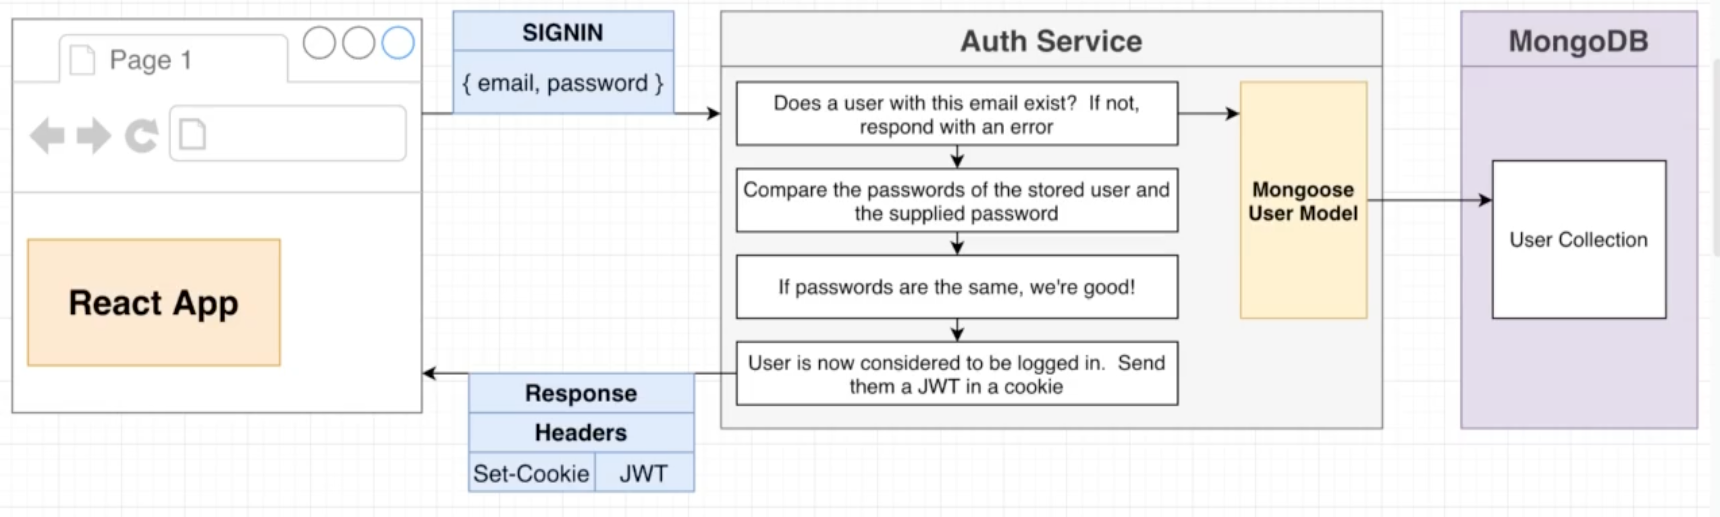 Page 1
React App
SIGNIN
{ email, password }
Auth Service
Does a user with this email exist?  If not,
respond with an error
Compare the passwords of the stored user and
the supplied password
If passwords are the same, we're good!
User is now considered to be logged in.  Send
them a JWT in a cookie
Mongoose
User Model
MongoDB
User Collection
Response
Headers
Set-Cookie JWT